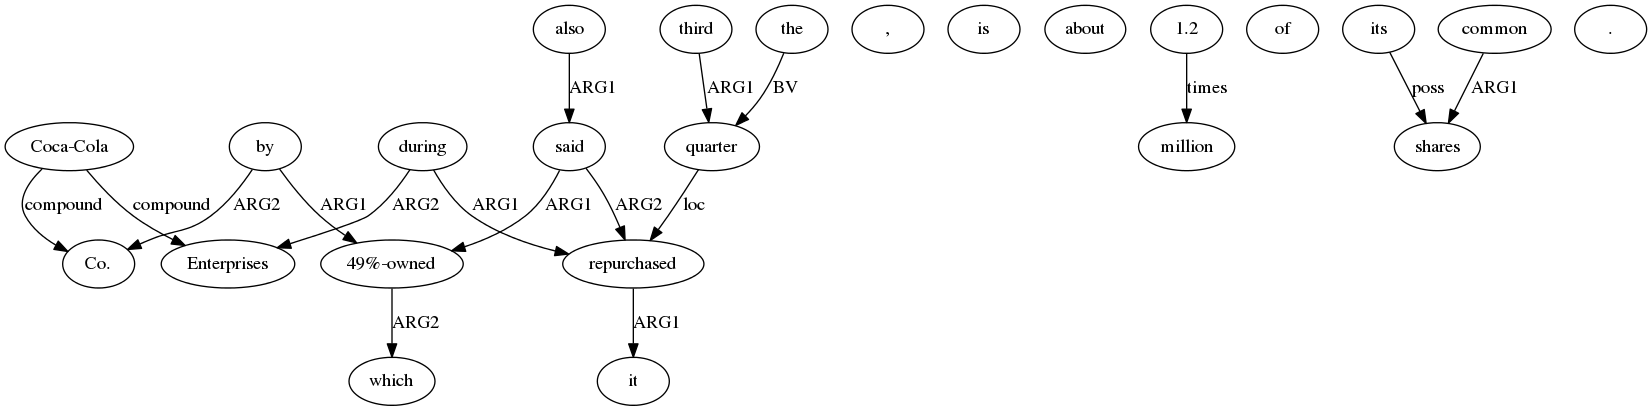 also third the , is about 1.2 of its common .
ARG1 ARG1 BV times poss ARG1
Coca-Cola by during said quarter million shares
compound compound ARG2 ARG1 ARG2 ARG1 ARG1 ARG2 loc
Co. Enterprises 49%-owned repurchased
ARG2 ARG1
which it